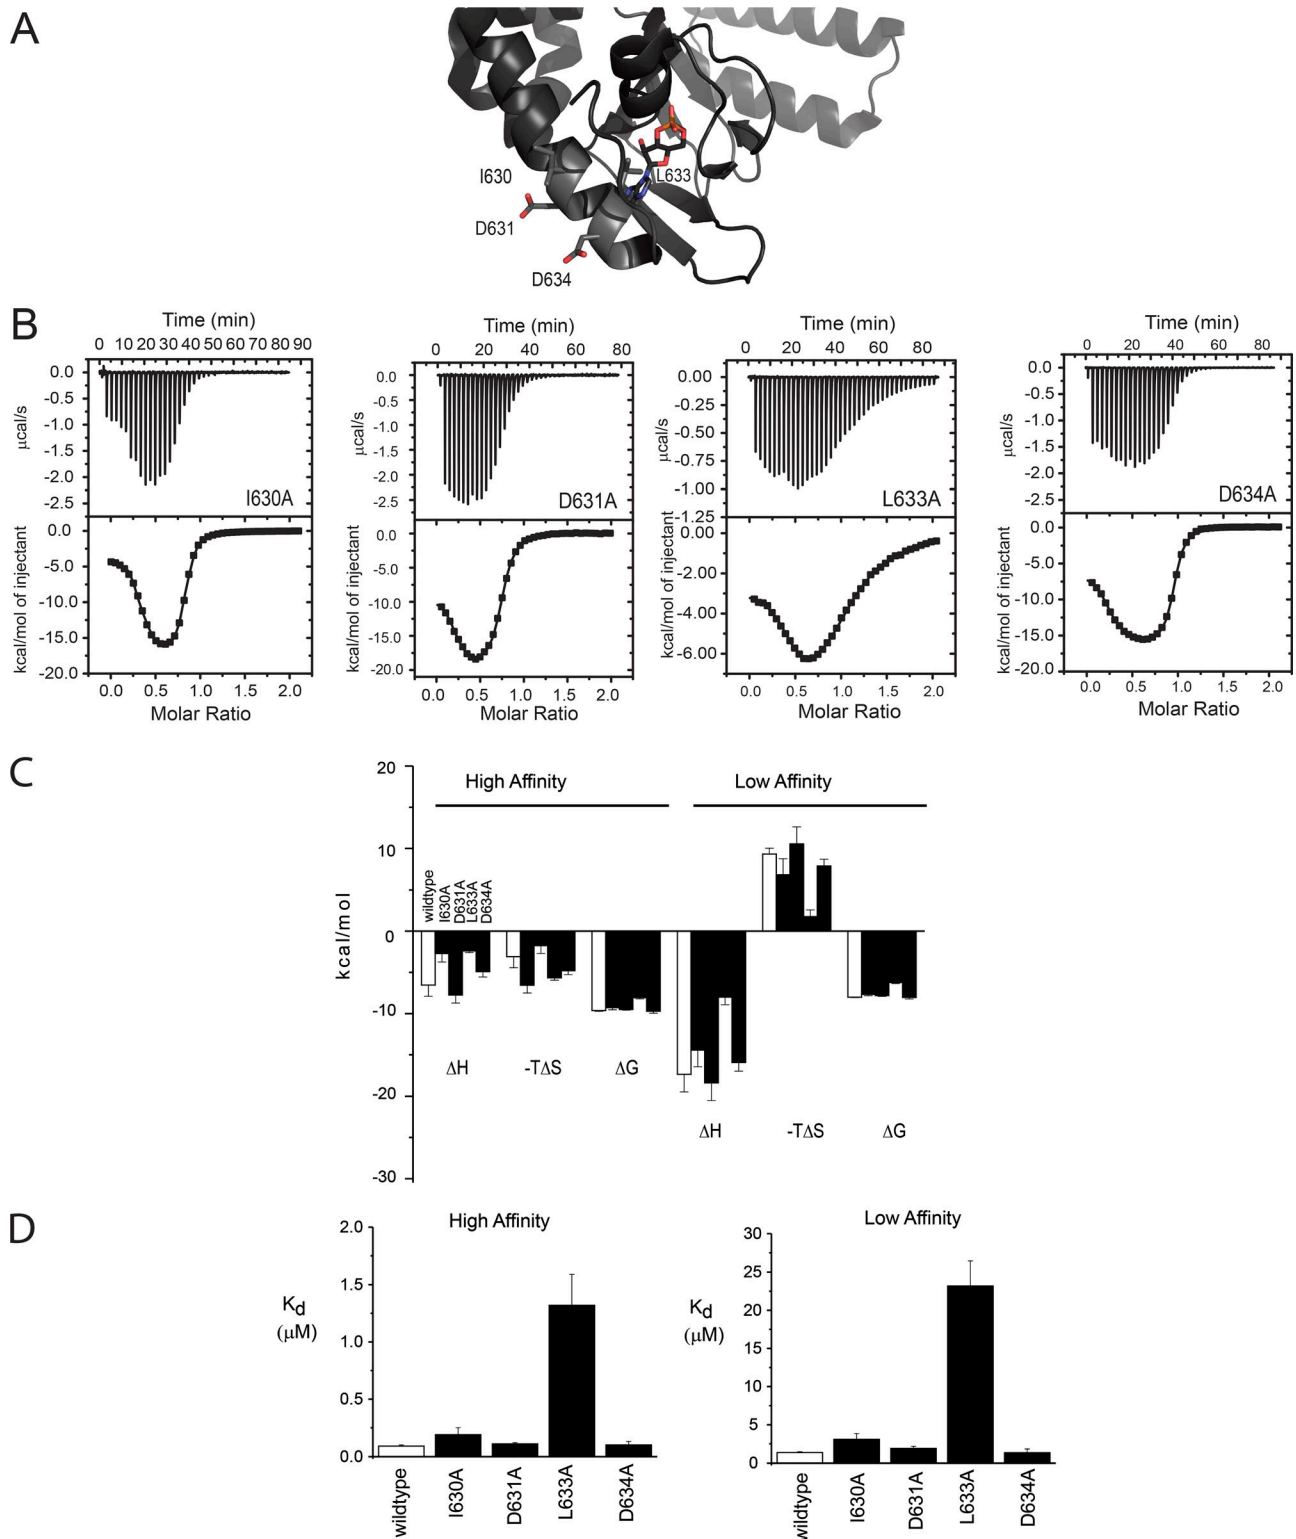 A
I630
L633
D631
D634
B
Time (min)
0 10 20 30 40 50 60 70 80 90
0.0
-0.5
-1.0
-1.5
-2.0
-2.5
µcal/s
I630A
0.0
-5.0
-10.0
-15.0
-20.0
kcal/mol of injectant
0.0 0.5 1.0 1.5 2.0
Molar Ratio
Time (min)
0 20 40 60 80
0.0
-0.5
-1.0
-1.5
-2.0
-2.5
µcal/s
D631A
0.0
-5.0
-10.0
-15.0
-20.0
kcal/mol of injectant
0.0 0.5 1.0 1.5 2.0
Molar Ratio
Time (min)
0 20 40 60 80
0.00
-0.25
-0.50
-0.75
-1.00
-1.25
µcal/s
L633A
0.00
-2.00
-4.00
-6.00
kcal/mol of injectant
0.0 0.5 1.0 1.5 2.0
Molar Ratio
Time (min)
0 20 40 60 80
0.0
-0.5
-1.0
-1.5
-2.0
-2.5
µcal/s
D634A
0.0
-5.0
-10.0
-15.0
-20.0
kcal/mol of injectant
0.0 0.5 1.0 1.5 2.0
Molar Ratio
C
20
10
0
-10
-20
-30
kcal/mol
High Affinity
Low Affinity
wildtype
I630A
D631A
L633A
D634A
ΔH
-TΔS
ΔG
ΔH
-TΔS
ΔG
D
High Affinity
2.0
1.5
1.0
0.5
0.0
Kd
(µM)
wildtype
I630A
D631A
L633A
D634A
Low Affinity
30
25
20
15
10
5
0
Kd
(µM)
wildtype
I630A
D631A
L633A
D634A